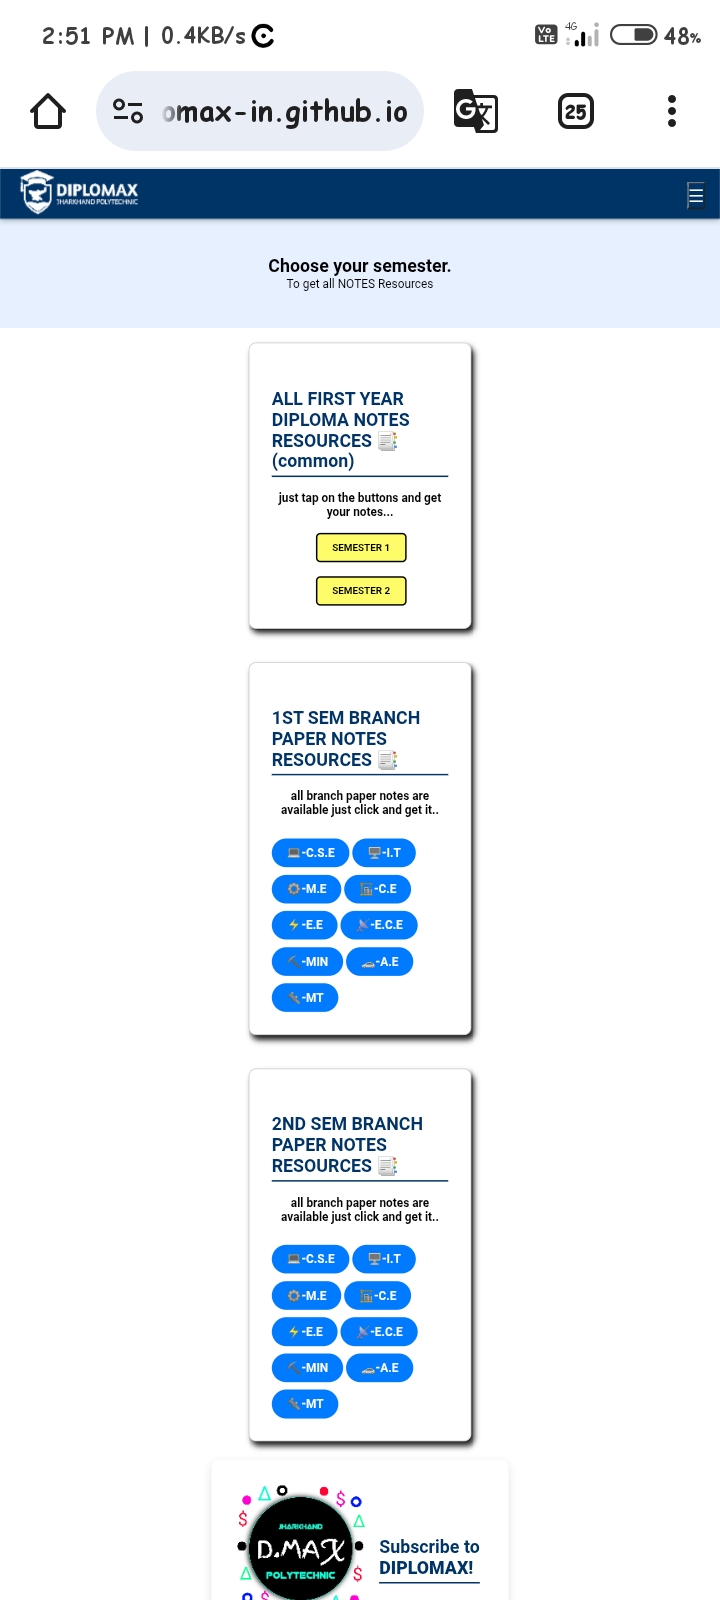 2:51 PM | 0.4KB/s
Vo LTE 4G 48%
omax-in.github.io
G 文 25
DIPLOMAX
JHARKHAND POLYTECHNIC
Choose your semester.
To get all NOTES Resources
ALL FIRST YEAR
DIPLOMA NOTES
RESOURCES 📑
(common)
just tap on the buttons and get
your notes...
SEMESTER 1
SEMESTER 2
1ST SEM BRANCH
PAPER NOTES
RESOURCES 📑
all branch paper notes are
available just click and get it..
💻-C.S.E 🖥️-I.T
⚙️-M.E 🏗️-C.E
⚡-E.E 📡-E.C.E
⛏️-MIN 🚗-A.E
🔩-MT
2ND SEM BRANCH
PAPER NOTES
RESOURCES 📑
all branch paper notes are
available just click and get it..
💻-C.S.E 🖥️-I.T
⚙️-M.E 🏗️-C.E
⚡-E.E 📡-E.C.E
⛏️-MIN 🚗-A.E
🔩-MT
JHARKHAND
D.MAX
POLYTECHNIC
Subscribe to
DIPLOMAX!